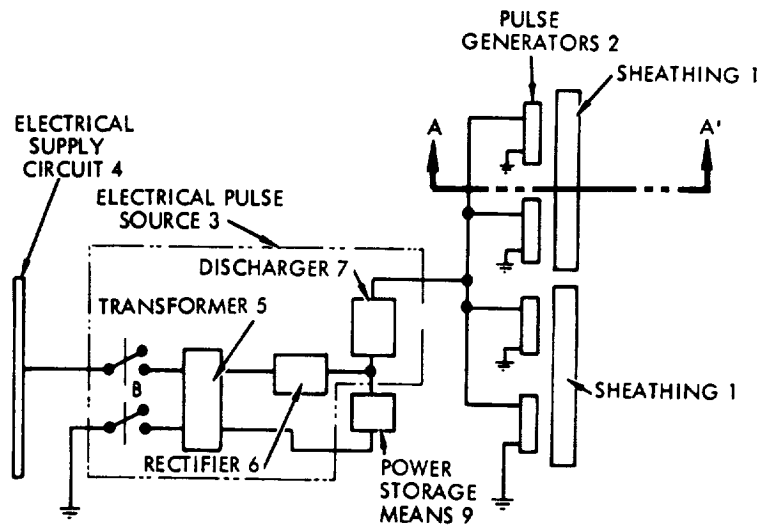 PULSE
GENERATORS 2
SHEATHING 1
ELECTRICAL
SUPPLY
CIRCUIT 4
A
A'
ELECTRICAL PULSE
SOURCE 3
DISCHARGER 7
TRANSFORMER 5
B
SHEATHING 1
RECTIFIER 6
POWER
STORAGE
MEANS 9